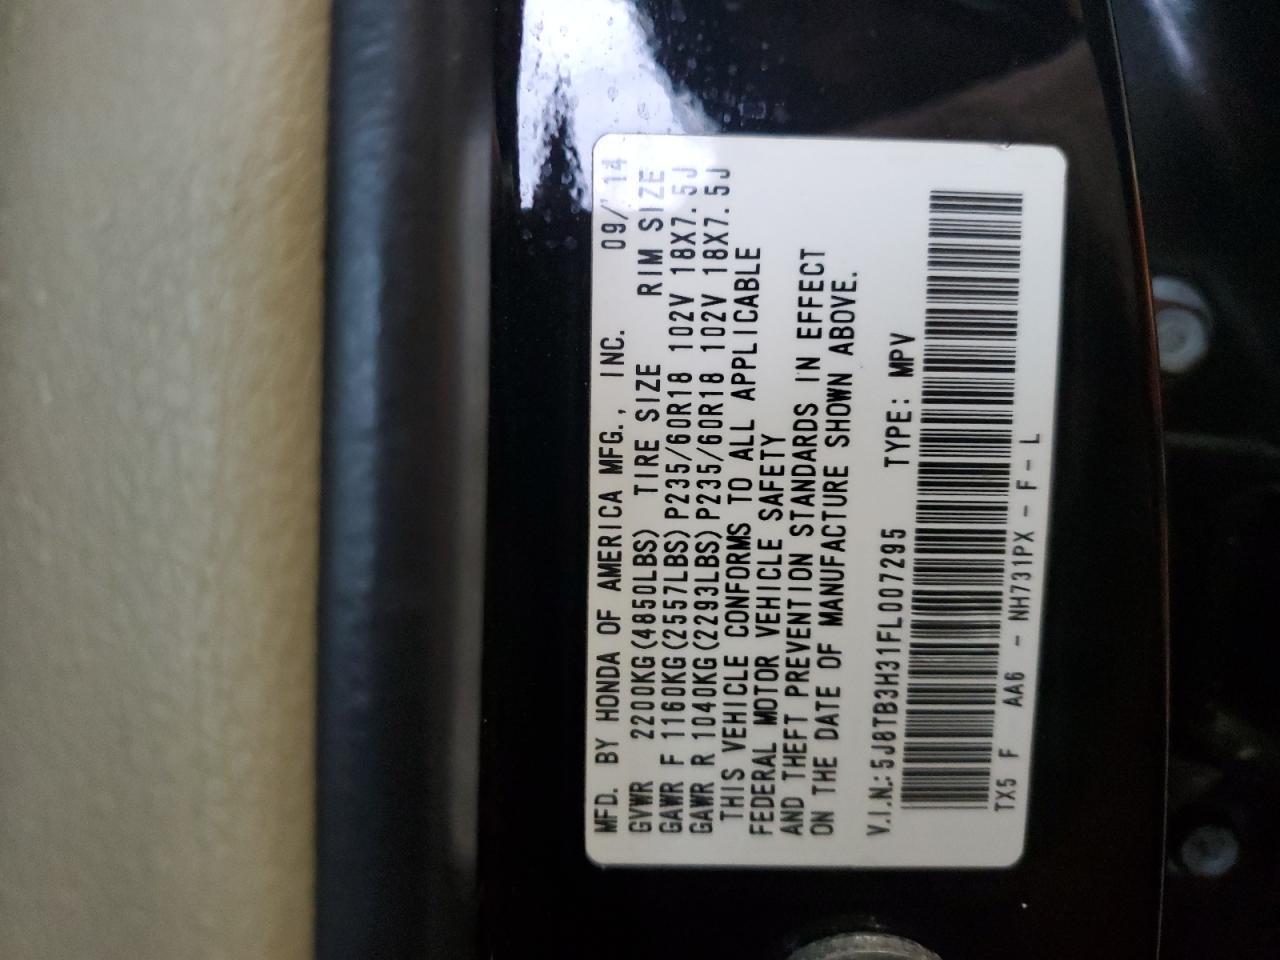 MFD. BY HONDA OF AMERICA MFG., INC. 09/'14
GVWR 2200KG(4850LBS) TIRE SIZE RIM SIZE
GAWR F 1160KG(2557LBS) P235/60R18 102V 18X7.5J
GAWR R 1040KG(2293LBS) P235/60R18 102V 18X7.5J
THIS VEHICLE CONFORMS TO ALL APPLICABLE
FEDERAL MOTOR VEHICLE SAFETY
AND THEFT PREVENTION STANDARDS IN EFFECT
ON THE DATE OF MANUFACTURE SHOWN ABOVE.
V.I.N.: 5J8TB3H31FL007295 TYPE: MPV
TX5 F AA6 - NH731PX - F - L